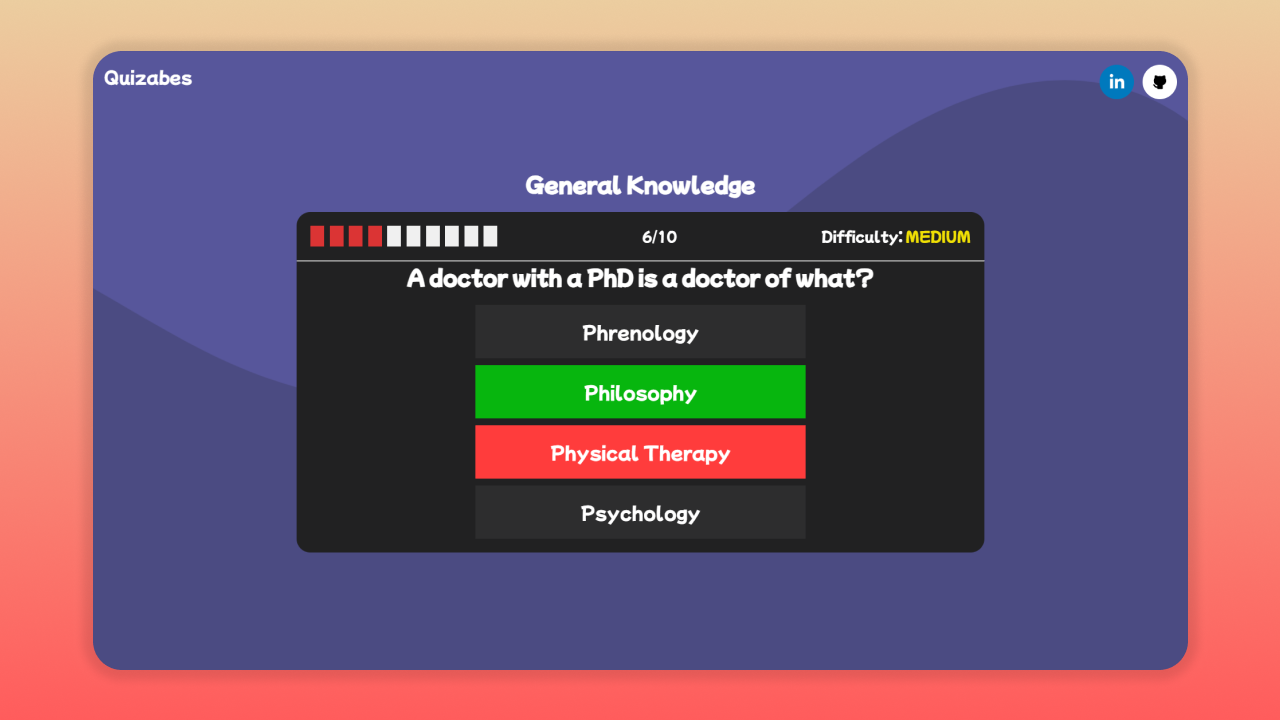 Quizabes
in
General Knowledge
6/10
Difficulty: MEDIUM
A doctor with a PhD is a doctor of what?
Phrenology
Philosophy
Physical Therapy
Psychology